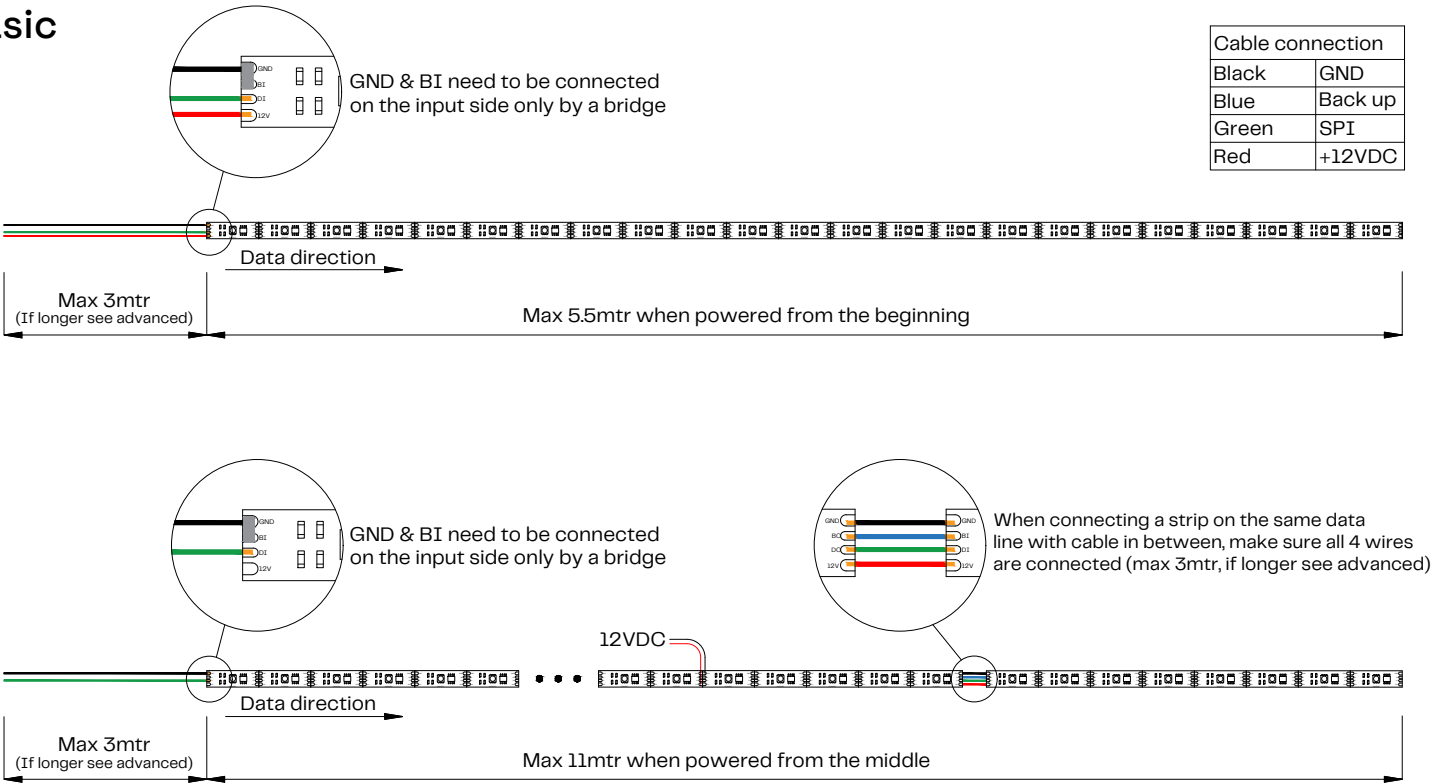 sic
GND
BI
DI
12V
GND & BI need to be connected
on the input side only by a bridge
Cable connection
Black GND
Blue Back up
Green SPI
Red +12VDC
Data direction
Max 3mtr
(If longer see advanced)
Max 5.5mtr when powered from the beginning
GND
BI
DI
12V
GND & BI need to be connected
on the input side only by a bridge
GND GND
BO BI
DO DI
12V 12V
When connecting a strip on the same data
line with cable in between, make sure all 4 wires
are connected (max 3mtr, if longer see advanced)
12VDC
Data direction
Max 3mtr
(If longer see advanced)
Max 11mtr when powered from the middle